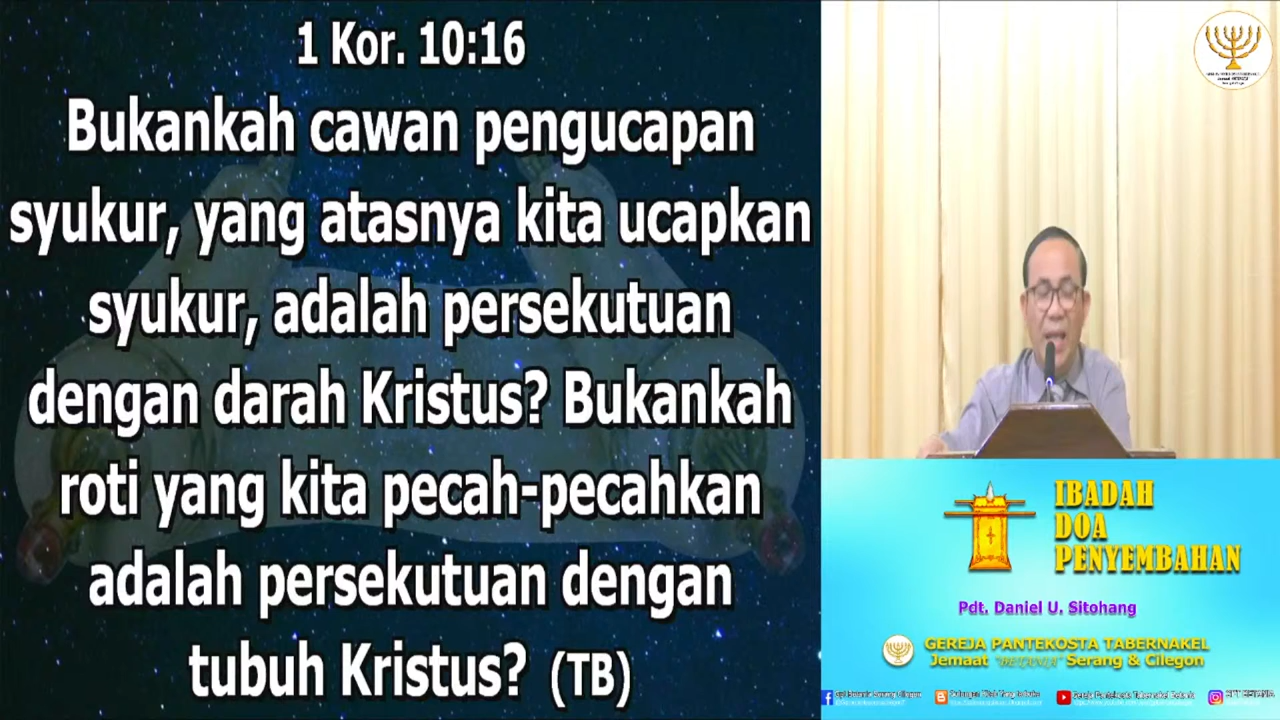 1 Kor. 10:16
Bukankah cawan pengucapan
syukur, yang atasnya kita ucapkan
syukur, adalah persekutuan
dengan darah Kristus? Bukankah
roti yang kita pecah-pecahkan
adalah persekutuan dengan
tubuh Kristus? (TB)
IBADAH
DOA
PENYEMBAHAN
Pdt. Daniel U. Sitohang
GEREJA PANTEKOSTA TABERNAKEL
Jemaat "BETANIA" Serang & Cilegon